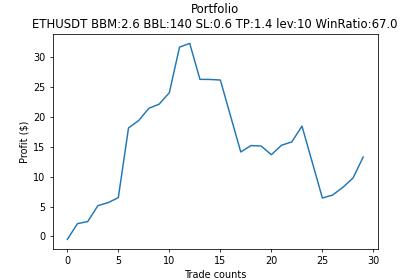 Portfolio
ETHUSDT BBM:2.6 BBL:140 SL:0.6 TP:1.4 lev:10 WinRatio:67.0
Profit ($)
30
25
20
15
10
5
0
0 5 10 15 20 25 30
Trade counts